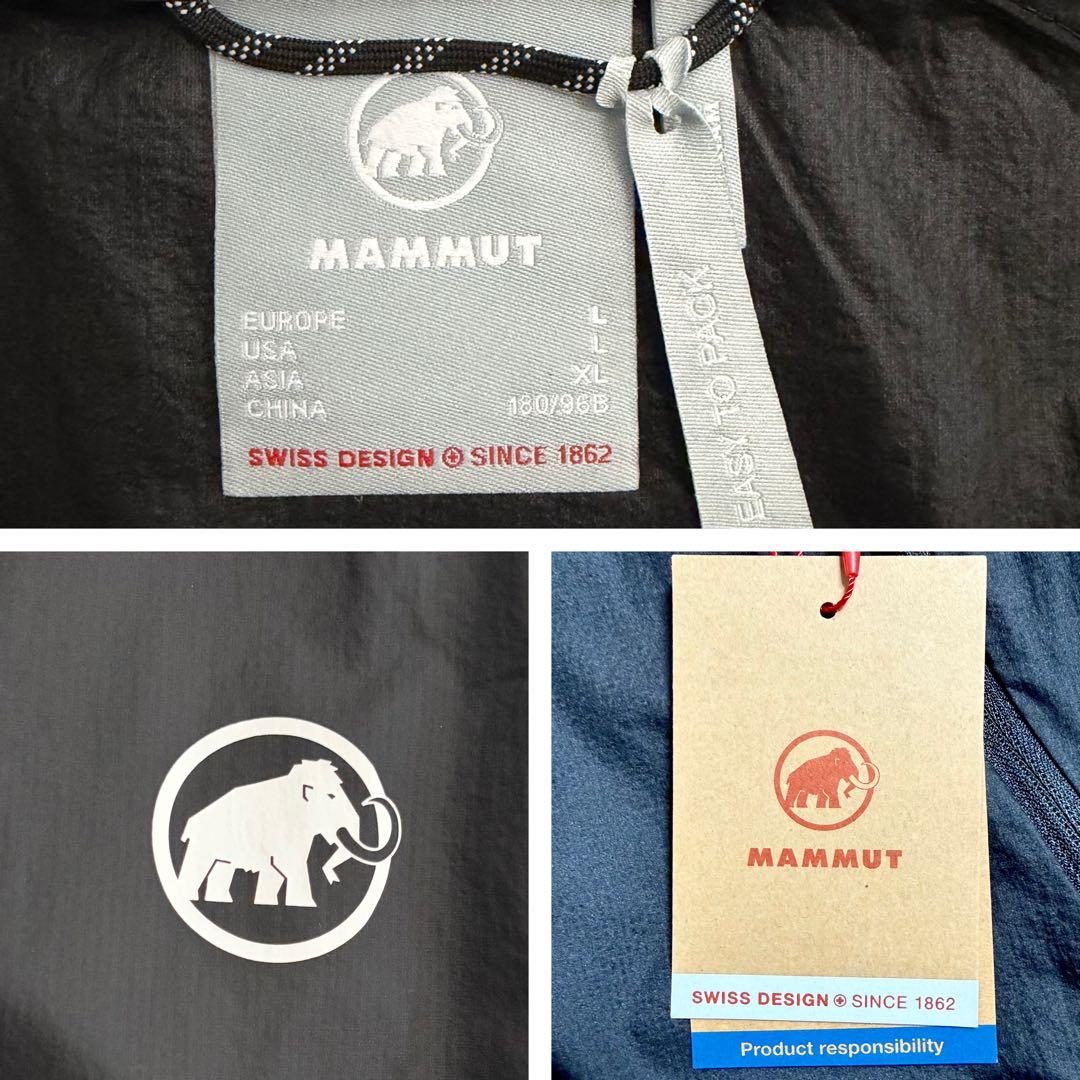 MAMMUT
EUROPE L
USA L
ASIA XL
CHINA 180/96B
SWISS DESIGN SINCE 1862
EASY TO PACK
MAMMUT
SWISS DESIGN SINCE 1862
Product responsibility